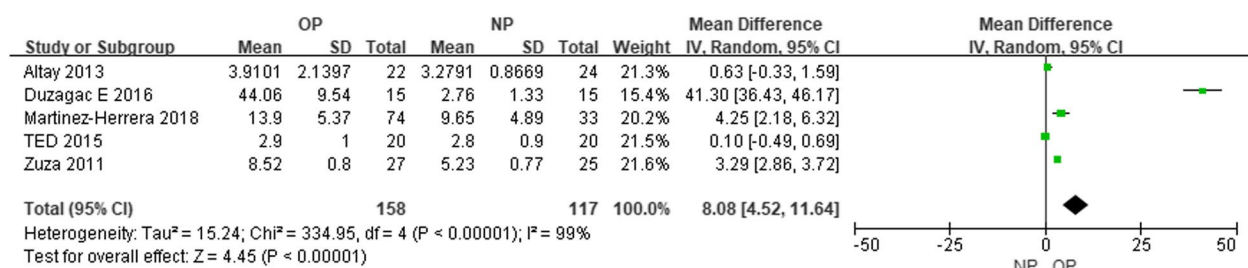 OP NP Mean Difference Mean Difference
Study or Subgroup Mean SD Total Mean SD Total Weight IV, Random, 95% CI IV, Random, 95% CI
Altay 2013 3.9101 2.1397 22 3.2791 0.8669 24 21.3% 0.63 [-0.33, 1.59]
Duzagac E 2016 44.06 9.54 15 2.76 1.33 15 15.4% 41.30 [36.43, 46.17]
Martinez-Herrera 2018 13.9 5.37 74 9.65 4.89 33 20.2% 4.25 [2.18, 6.32]
TED 2015 2.9 1 20 2.8 0.9 20 21.5% 0.10 [-0.49, 0.69]
Zuza 2011 8.52 0.8 27 5.23 0.77 25 21.6% 3.29 [2.86, 3.72]
Total (95% CI) 158 117 100.0% 8.08 [4.52, 11.64]
Heterogeneity: Tau² = 15.24; Chi² = 334.95, df = 4 (P < 0.00001); I² = 99%
Test for overall effect: Z = 4.45 (P < 0.00001)
-50 -25 0 25 50
NP OP